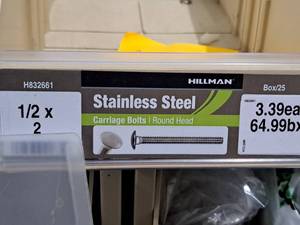 HILLMAN
H832661
Box/25
Stainless Steel
Carriage Bolts | Round Head
1/2 x
2
3.39ea
64.99bx